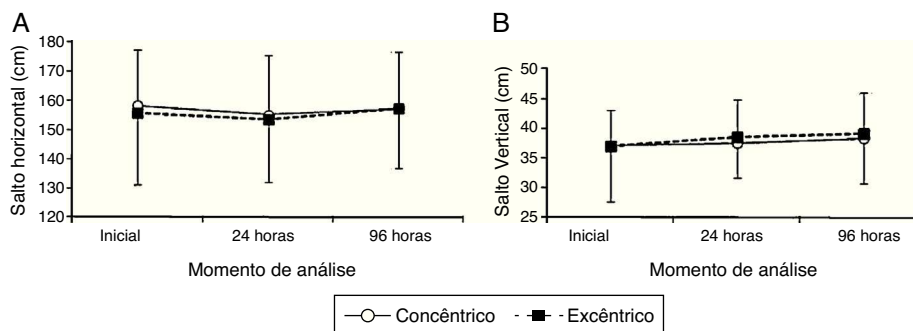 A
Salto horizontal (cm)
180
170
160
150
140
130
120
Inicial
24 horas
96 horas
Momento de análise
B
Salto Vertical (cm)
50
45
40
35
30
25
Inicial
24 horas
96 horas
Momento de análise
Concêntrico
Excêntrico